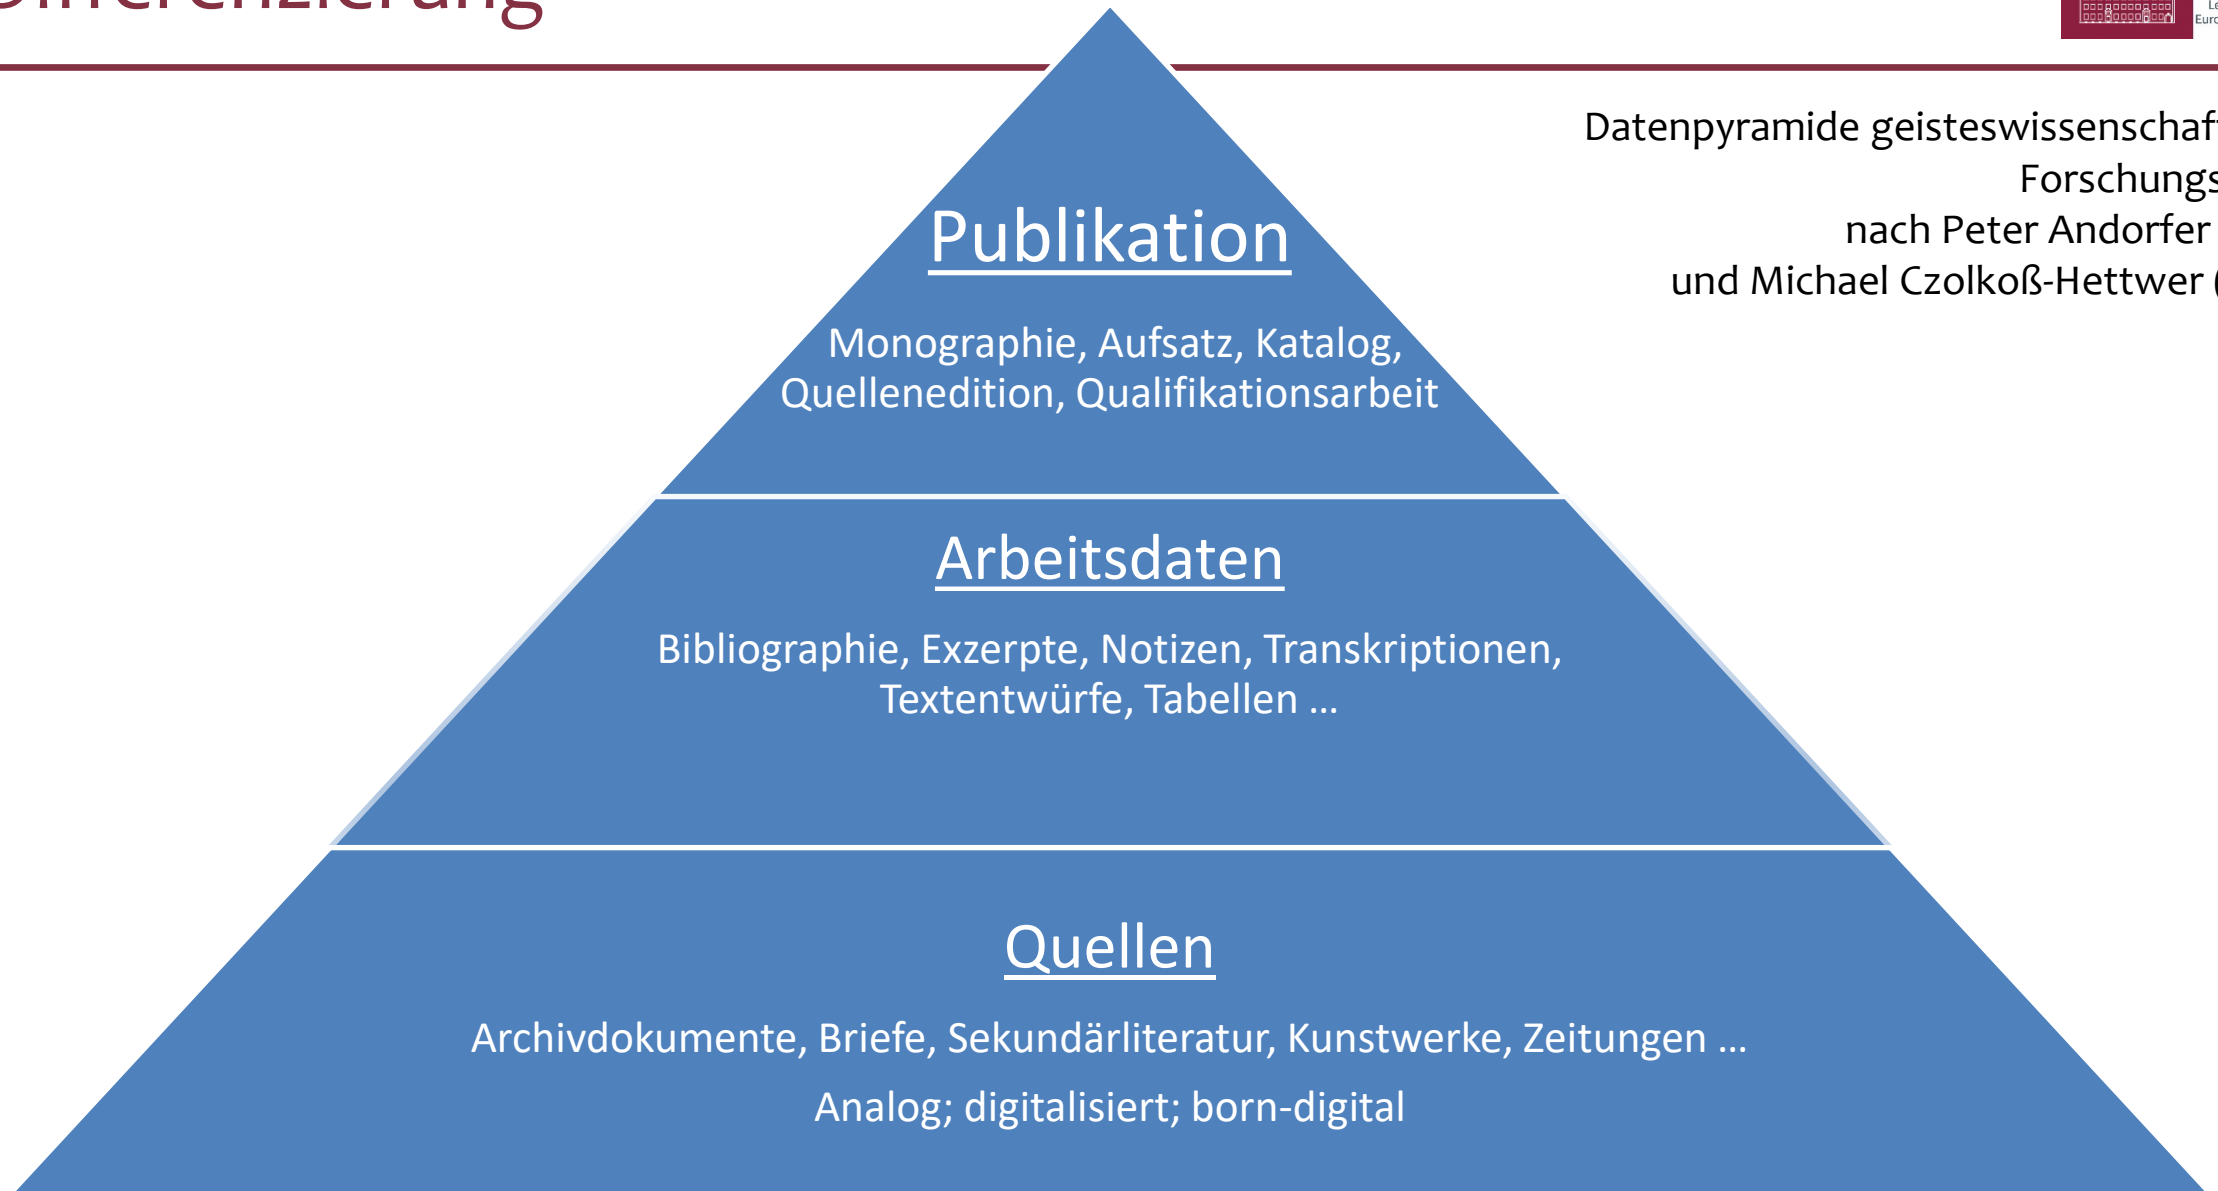 Differenzierung
Datenpyramide geisteswissenschaf
Forschungs
nach Peter Andorfer
und Michael Czolkoß-Hettwer (
Publikation
Monographie, Aufsatz, Katalog,
Quellenedition, Qualifikationsarbeit
Arbeitsdaten
Bibliographie, Exzerpte, Notizen, Transkriptionen,
Textentwürfe, Tabellen ...
Quellen
Archivdokumente, Briefe, Sekundärliteratur, Kunstwerke, Zeitungen ...
Analog; digitalisiert; born-digital